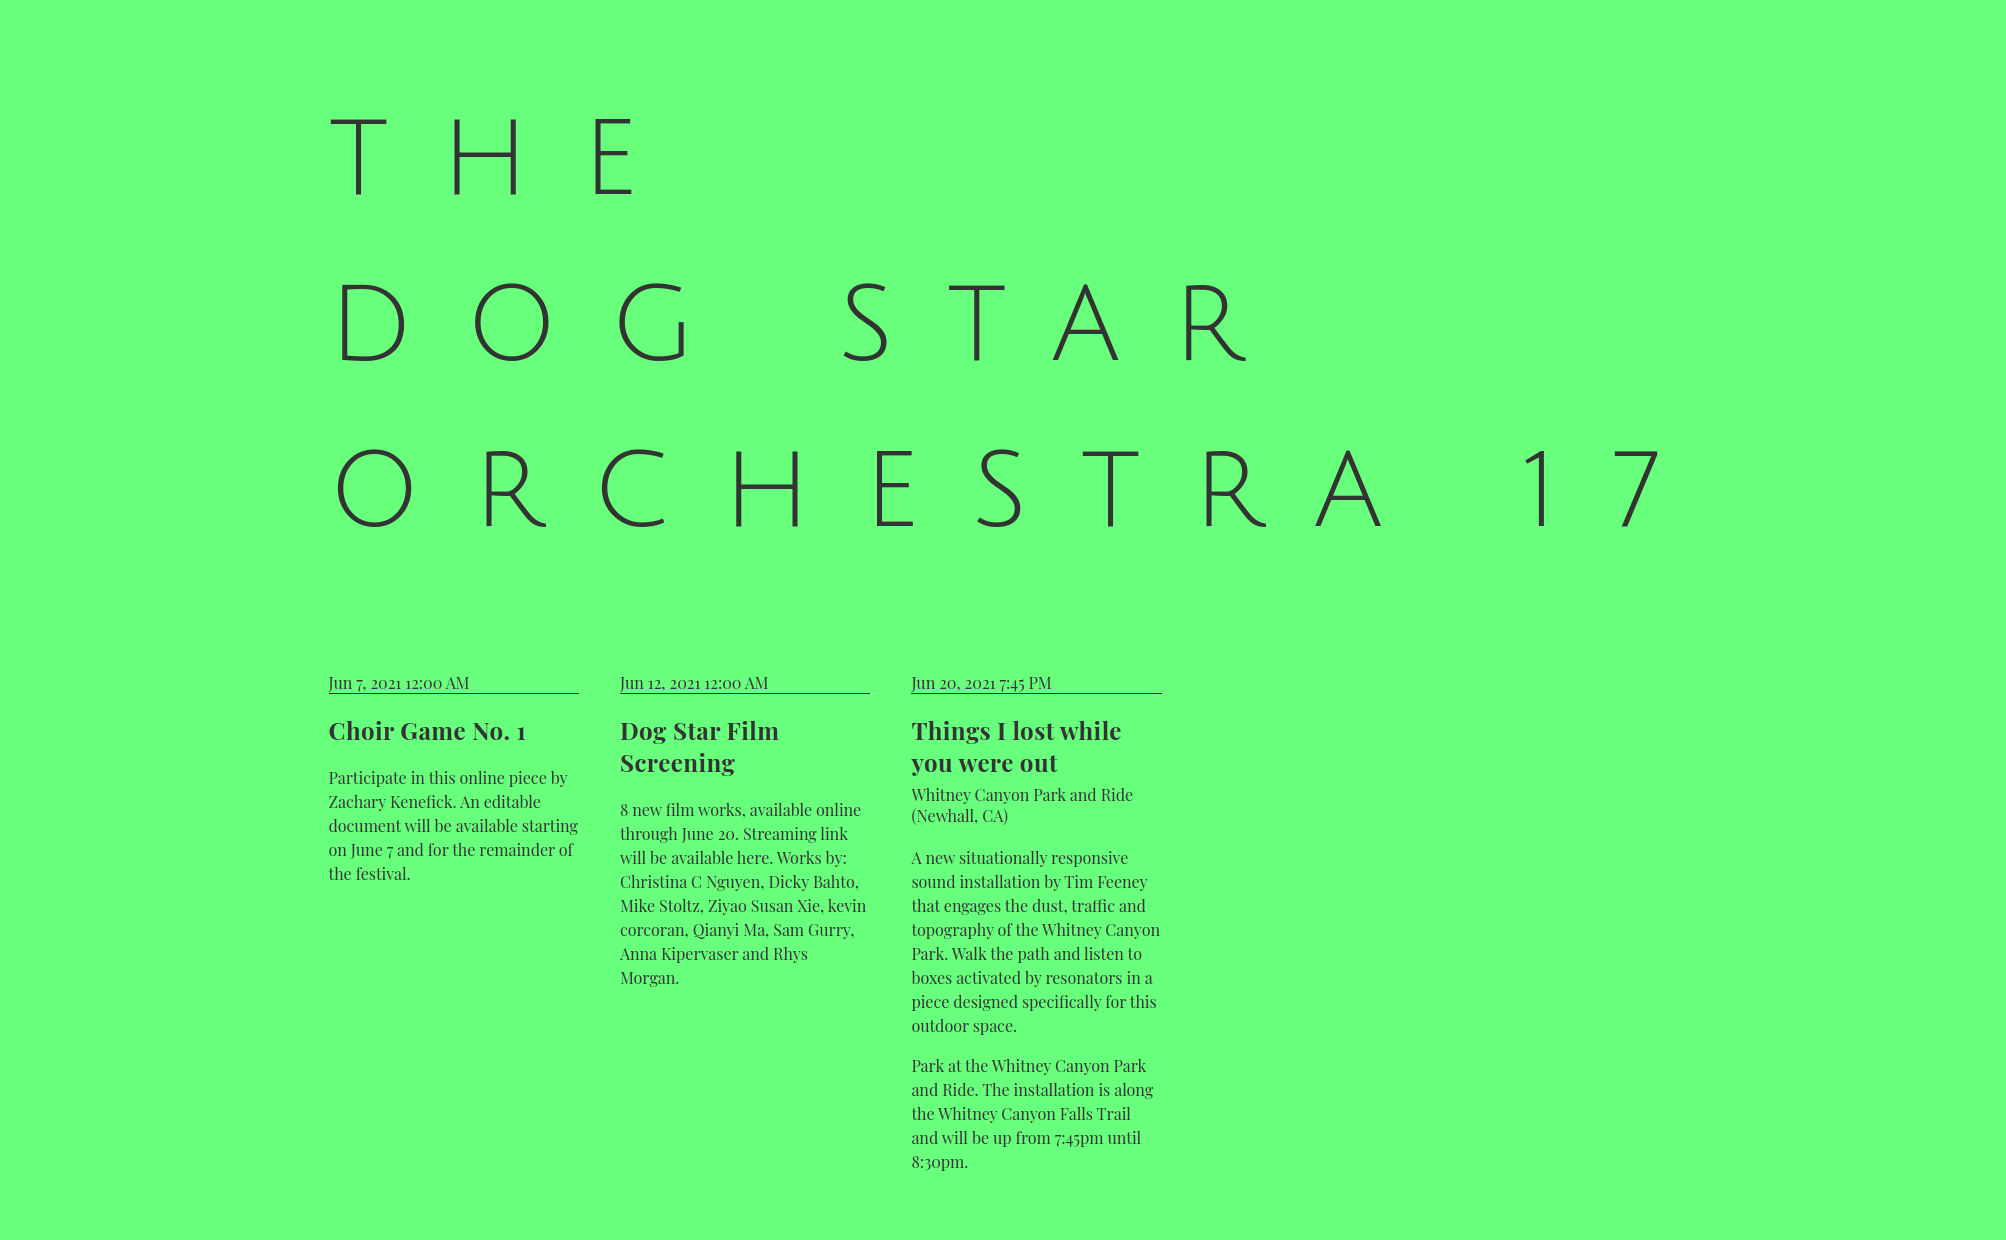 THE
DOG STAR
ORCHESTRA 17
Jun 7, 2021 12:00 AM
Choir Game No. 1
Participate in this online piece by
Zachary Kenefick. An editable
document will be available starting
on June 7 and for the remainder of
the festival.
Jun 12, 2021 12:00 AM
Dog Star Film
Screening
8 new film works, available online
through June 20. Streaming link
will be available here. Works by:
Christina C Nguyen, Dicky Bahto,
Mike Stoltz, Ziyao Susan Xie, kevin
corcoran, Qianyi Ma, Sam Gurry,
Anna Kipervaser and Rhys
Morgan.
Jun 20, 2021 7:45 PM
Things I lost while
you were out
Whitney Canyon Park and Ride
(Newhall, CA)
A new situationally responsive
sound installation by Tim Feeney
that engages the dust, traffic and
topography of the Whitney Canyon
Park. Walk the path and listen to
boxes activated by resonators in a
piece designed specifically for this
outdoor space.
Park at the Whitney Canyon Park
and Ride. The installation is along
the Whitney Canyon Falls Trail
and will be up from 7:45pm until
8:30pm.